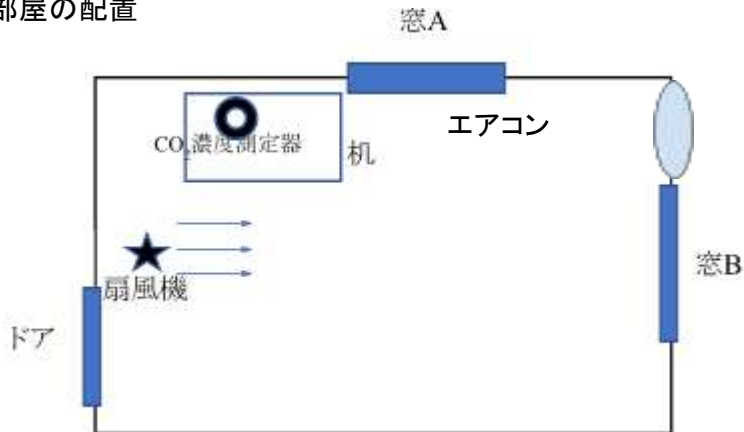 部屋の配置
窓A
エアコン
CO₂濃度測定器
机
窓B
扇風機
ドア